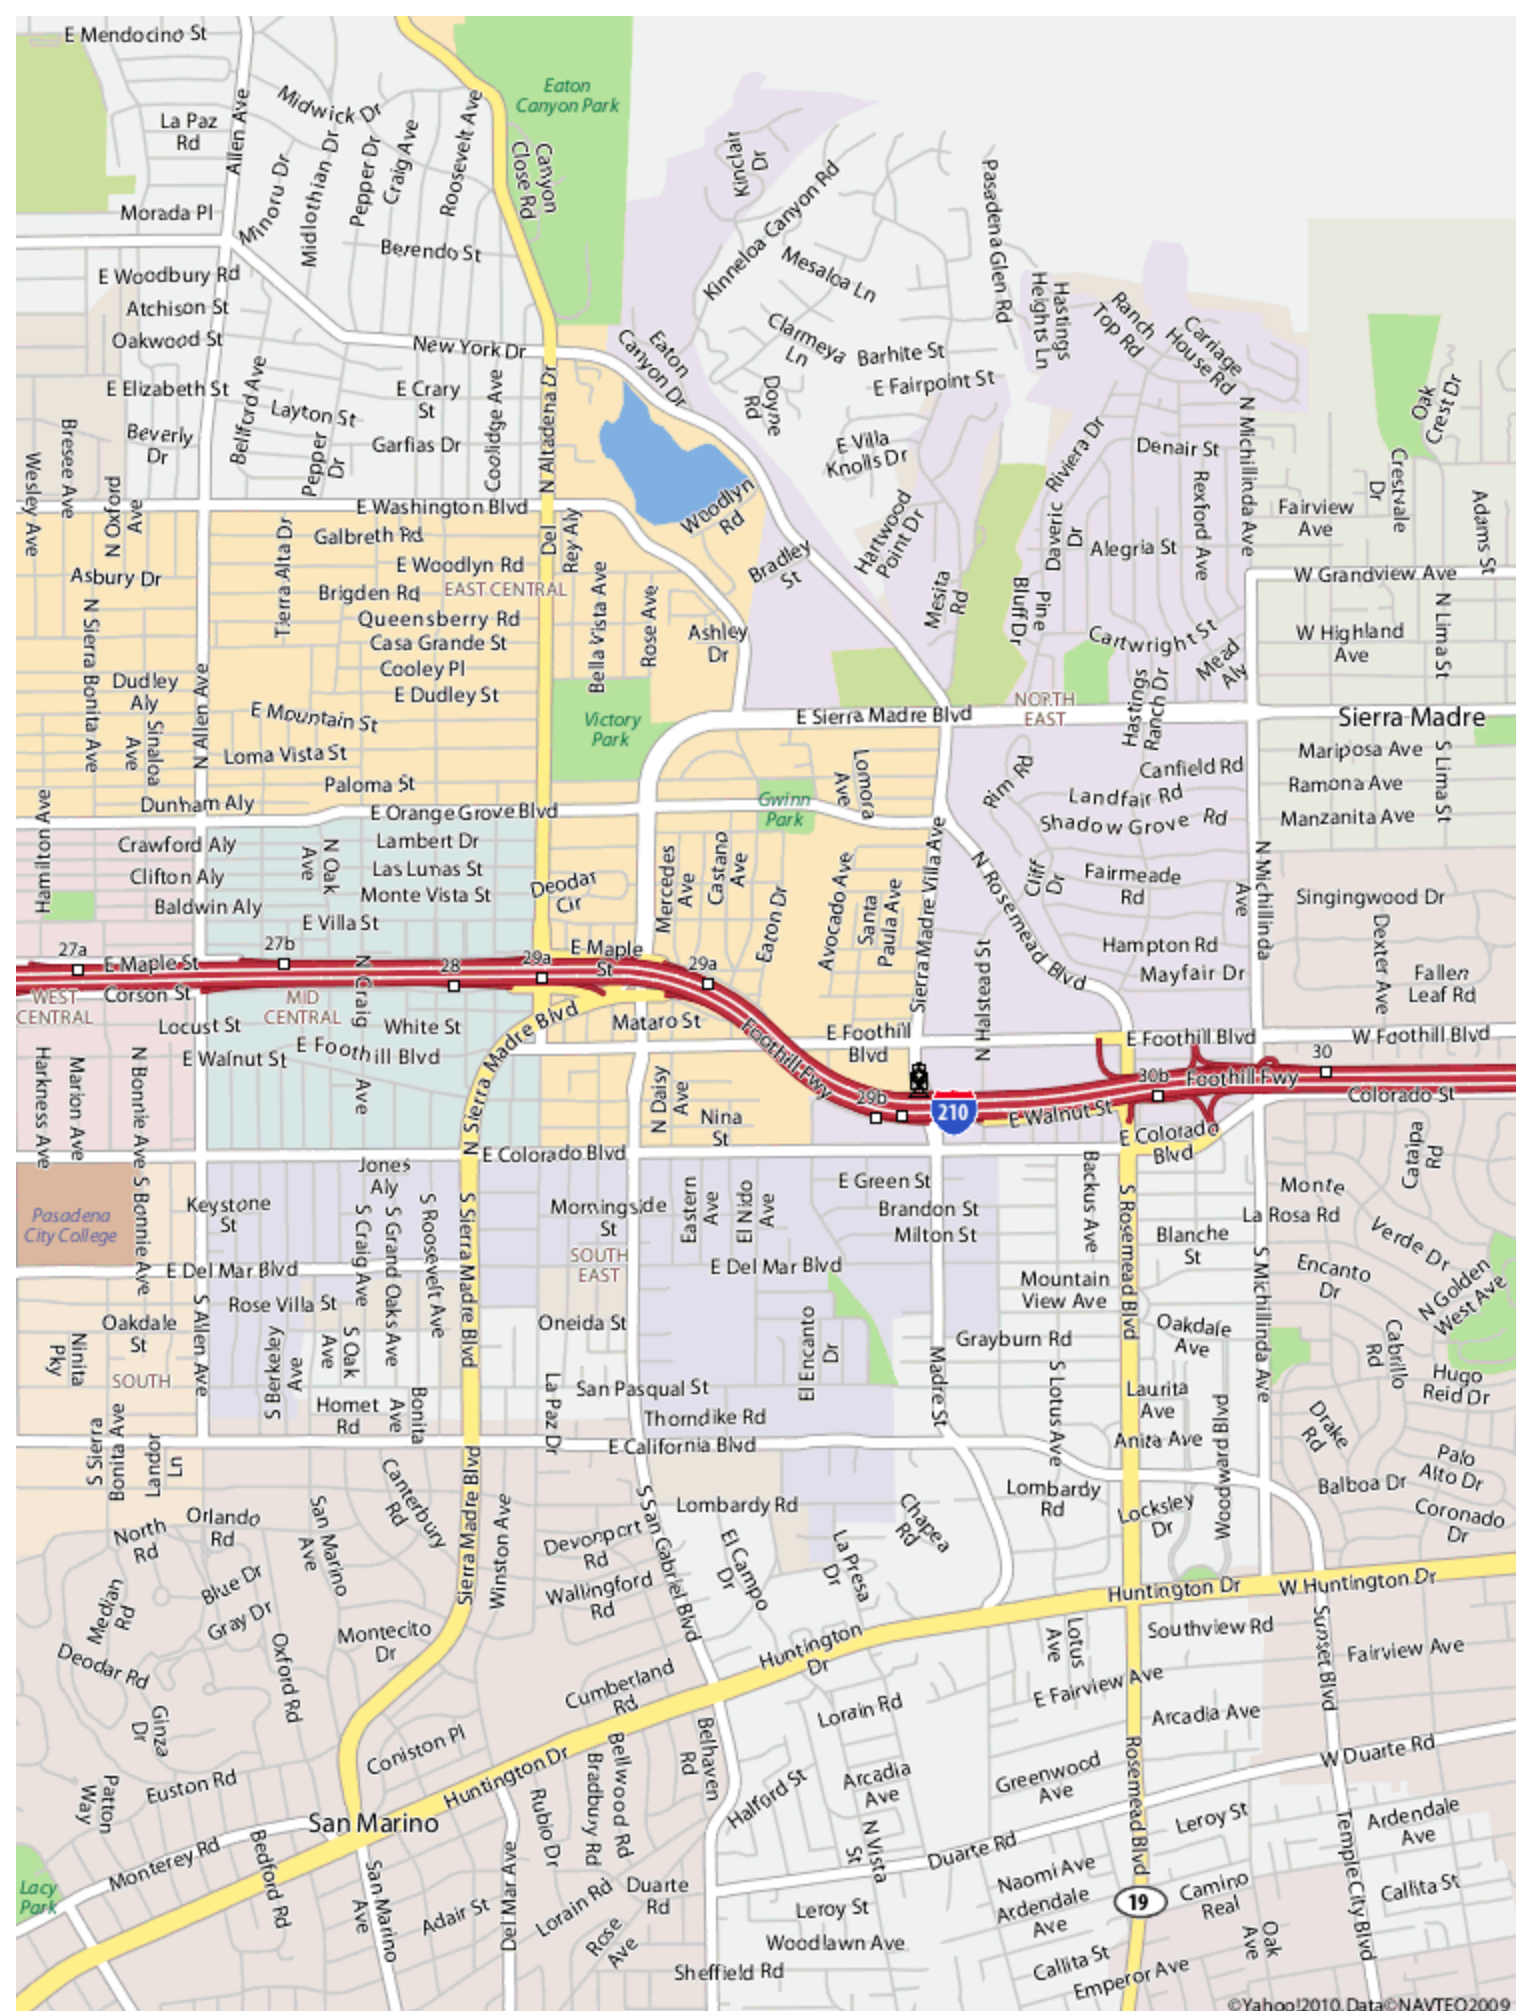 E Mendocino St
Eaton
Canyon Park
Midwick Dr
La Paz
Rd
Allen Ave
Minoru Dr
Midlothian Dr
Pepper Dr
Craig Ave
Roosevelt Ave
Canyon
Close Rd
Kinclair
Dr
Kinneloa Canyon Rd
Pasadena Glen Rd
Morada Pl
Berendo St
Mesaloa Ln
E Woodbury Rd
Atchison St
Oakwood St
New York Dr
Eaton
Canyon Dr
Clarmeya
Ln
Barhite St
E Fairpoint St
Hastings
Heights Ln
Ranch
Top Rd
Carriage
House Rd
E Elizabeth St
Bellford Ave
Layton St
E Crary
St
Coolidge Ave
N Altadena Dr
Doyne
Rd
Oak
Crest Dr
Beverly
Dr
Pepper
Dr
Garfias Dr
E Villa
Knolls Dr
Riviera Dr
Denair St
N Michillinda Ave
Wesley Ave
Bresee Ave
N Oxford
Ave
E Washington Blvd
Woodlyn
Rd
Hartwood
Point Dr
Daveric
Dr
Rexford Ave
Fairview
Ave
Crestvale
Dr
Adams St
Tierra Alta Dr
Galbreth Rd
Del
Rey Aly
Bradley
St
Alegria St
Asbury Dr
E Woodlyn Rd
EAST CENTRAL
Brigden Rd
Queensberry Rd
Casa Grande St
Cooley Pl
E Dudley St
Bella Vista Ave
Rose Ave
Ashley
Dr
Mesita
Rd
Pine
Bluff Dr
Cartwright St
Mead
Aly
W Grandview Ave
W Highland
Ave
N Lima St
N Sierra Bonita Ave
Dudley
Aly
Sinaloa
Ave
N Allen Ave
E Mountain St
Loma Vista St
Paloma St
Victory
Park
E Sierra Madre Blvd
NORTH
EAST
Hastings
Ranch Dr
Sierra Madre
Mariposa Ave
Ramona Ave
Manzanita Ave
S Lima St
Canfield Rd
Landfair Rd
Shadow Grove Rd
Rim Rd
Lomora
Ave
Gwinn
Park
Dunham Aly
E Orange Grove Blvd
Hamilton Ave
Crawford Aly
Clifton Aly
Baldwin Aly
N Oak
Ave
Lambert Dr
Las Lunas St
Monte Vista St
E Villa St
Deodar
Cir
Mercedes
Ave
Castano
Ave
Eaton Dr
Avocado Ave
Santa
Paula Ave
Sierra Madre Villa Ave
N Rosemead Blvd
Cliff
Dr
Fairmeade
Rd
N Michillinda
Ave
Singingwood Dr
Dexter Ave
Fallen
Leaf Rd
Hampton Rd
Mayfair Dr
N Halstead St
27a
27b
28
29a
29a
E Maple St
E Maple
St
Corson St
WEST
CENTRAL
MID
CENTRAL
N Craig
Ave
Locust St
White St
E Walnut St
E Foothill Blvd
N Sierra Madre Blvd
Mataro St
Foothill Fwy
E Foothill
Blvd
E Foothill Blvd
W Foothill Blvd
30
30b
Foothill Fwy
29b
210
E Walnut St
Colorado St
Harkness Ave
Marion Ave
N Bonnie Ave
N Daisy
Ave
Nina
St
E Colorado Blvd
E Colorado
Blvd
Pasadena
City College
S Bonnie Ave
Keystone
St
Jones
Aly
S Craig Ave
S Grand Oaks Ave
S Roosevelt Ave
S Sierra Madre Blvd
Morningside
St
SOUTH
EAST
Eastern
Ave
El Nido
Ave
E Green St
Brandon St
Milton St
Backus Ave
S Rosemead Blvd
Blanche
St
Monte
La Rosa Rd
Verde Dr
Catelja
Rd
E Del Mar Blvd
E Del Mar Blvd
Mountain
View Ave
Encanto
Dr
N Golden
West Ave
S Michillinda Ave
Rose Villa St
Oakdale
St
Ninita
Pky
S Allen Ave
SOUTH
S Berkeley
Ave
S Oak
Ave
Oneida St
El Encanto
Dr
Grayburn Rd
Oakdale
Ave
Cabrillo
Rd
Hugo
Reid Dr
Hornet
Rd
Bonita
Ave
La Paz Dr
San Pasqual St
Thorndike Rd
Madre St
S Lotus Ave
Laurita
Ave
Woodward Blvd
Drake
Rd
S Sierra
Bonita Ave
Landor
Ln
E California Blvd
Anita Ave
Palo
Alto Dr
Balboa Dr
Coronado
Dr
Canterbury
Rd
Sierra Madre Blvd
Winston Ave
S San Gabriel Blvd
Lombardy Rd
Chapea
Rd
Lombardy
Rd
Locksley
Dr
North
Rd
Orlando
Rd
San Marino
Ave
Devonport
Rd
Wallingford
Rd
El Campo
Dr
La Presa
Dr
Huntington Dr
W Huntington Dr
Median
Rd
Blue Dr
Gray Dr
Oxford Rd
Montecito
Dr
Deodar Rd
Ginza
Dr
Cumberland
Rd
Huntington
Dr
Lotus
Ave
Southview Rd
Sunset Blvd
Fairview Ave
E Fairview Ave
Lorain Rd
Arcadia Ave
Coniston Pl
Euston Rd
Patton
Way
Huntington Dr
Belhaven
Rd
Bellwood Rd
Bradbury Rd
Rubio Dr
Halford St
Arcadia
Ave
Greenwood
Ave
Rosemead Blvd
W Duarte Rd
San Marino
Monterey Rd
Bedford Rd
San Marino
Ave
Del Mar Ave
N Vista
St
Duarte Rd
Leroy St
Temple City Blvd
Ardendale
Ave
Lacy
Park
Adair St
Lorain Rd
Rose
Ave
Duarte
Rd
Leroy St
Naomi Ave
Ardendale
Ave
19
Camino
Real
Callita St
Oak
Ave
Woodlawn Ave
Sheffield Rd
Callita St
Emperor Ave
©Yahoo!2010, Data©NAVTEQ2009